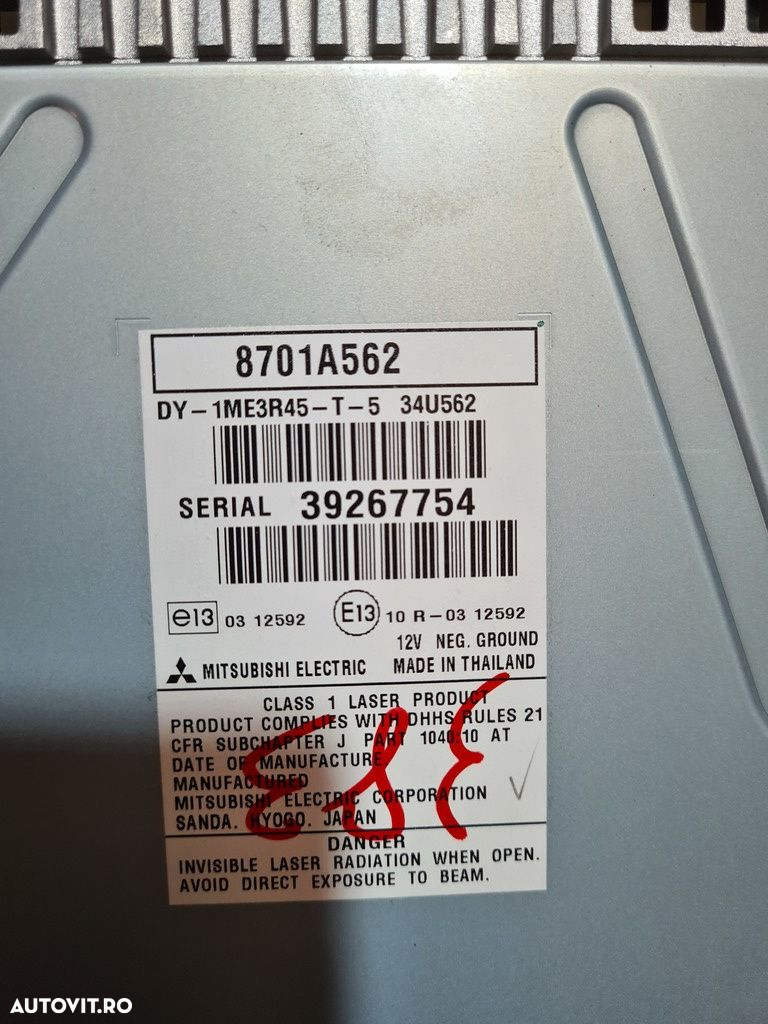 8701A562
DY-1ME3R45-T-5 34U562
SERIAL 39267754
e13 03 12592 E13 10 R-03 12592
12V NEG. GROUND
MITSUBISHI ELECTRIC MADE IN THAILAND
CLASS 1 LASER PRODUCT
PRODUCT COMPLIES WITH DHHS RULES 21
CFR SUBCHAPTER J PART 1040:10 AT
DATE OF MANUFACTURE
MANUFACTURED
MITSUBISHI ELECTRIC CORPORATION
SANDA. HYOGO. JAPAN
DANGER
INVISIBLE LASER RADIATION WHEN OPEN.
AVOID DIRECT EXPOSURE TO BEAM.
AUTOVIT.RO